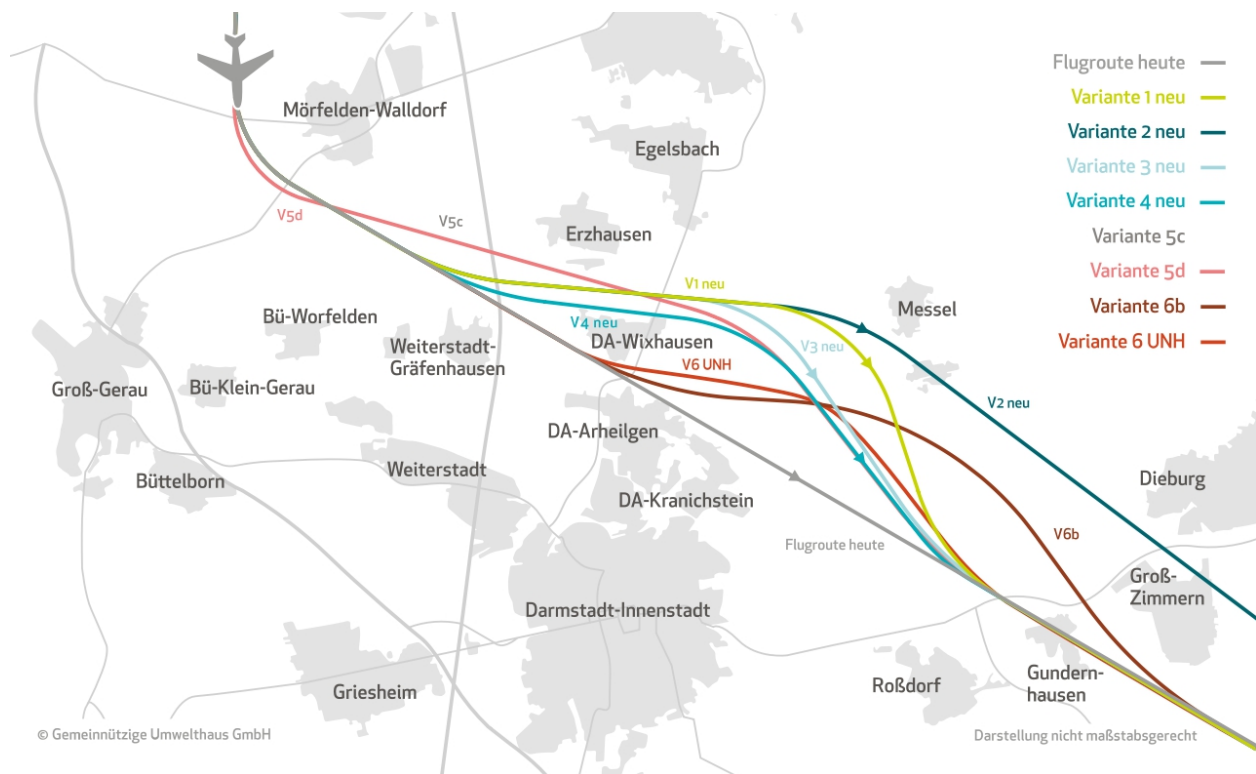 Flugroute heute
Variante 1 neu
Variante 2 neu
Variante 3 neu
Variante 4 neu
Variante 5c
Variante 5d
Variante 6b
Variante 6 UNH
Mörfelden-Walldorf
Egelsbach
V5d
V5c
Erzhausen
V1 neu
Messel
Bü-Worfelden
V4 neu
DA-Wixhausen
V3 neu
Weiterstadt-
Gräfenhausen
V6 UNH
Groß-Gerau
Bü-Klein-Gerau
V2 neu
DA-Arheilgen
Büttelborn
Weiterstadt
DA-Kranichstein
Dieburg
Flugroute heute
V6b
Groß-
Zimmern
Darmstadt-Innenstadt
Griesheim
Roßdorf
Gundern-
hausen
© Gemeinnützige Umwelthaus GmbH
Darstellung nicht maßstabsgerecht